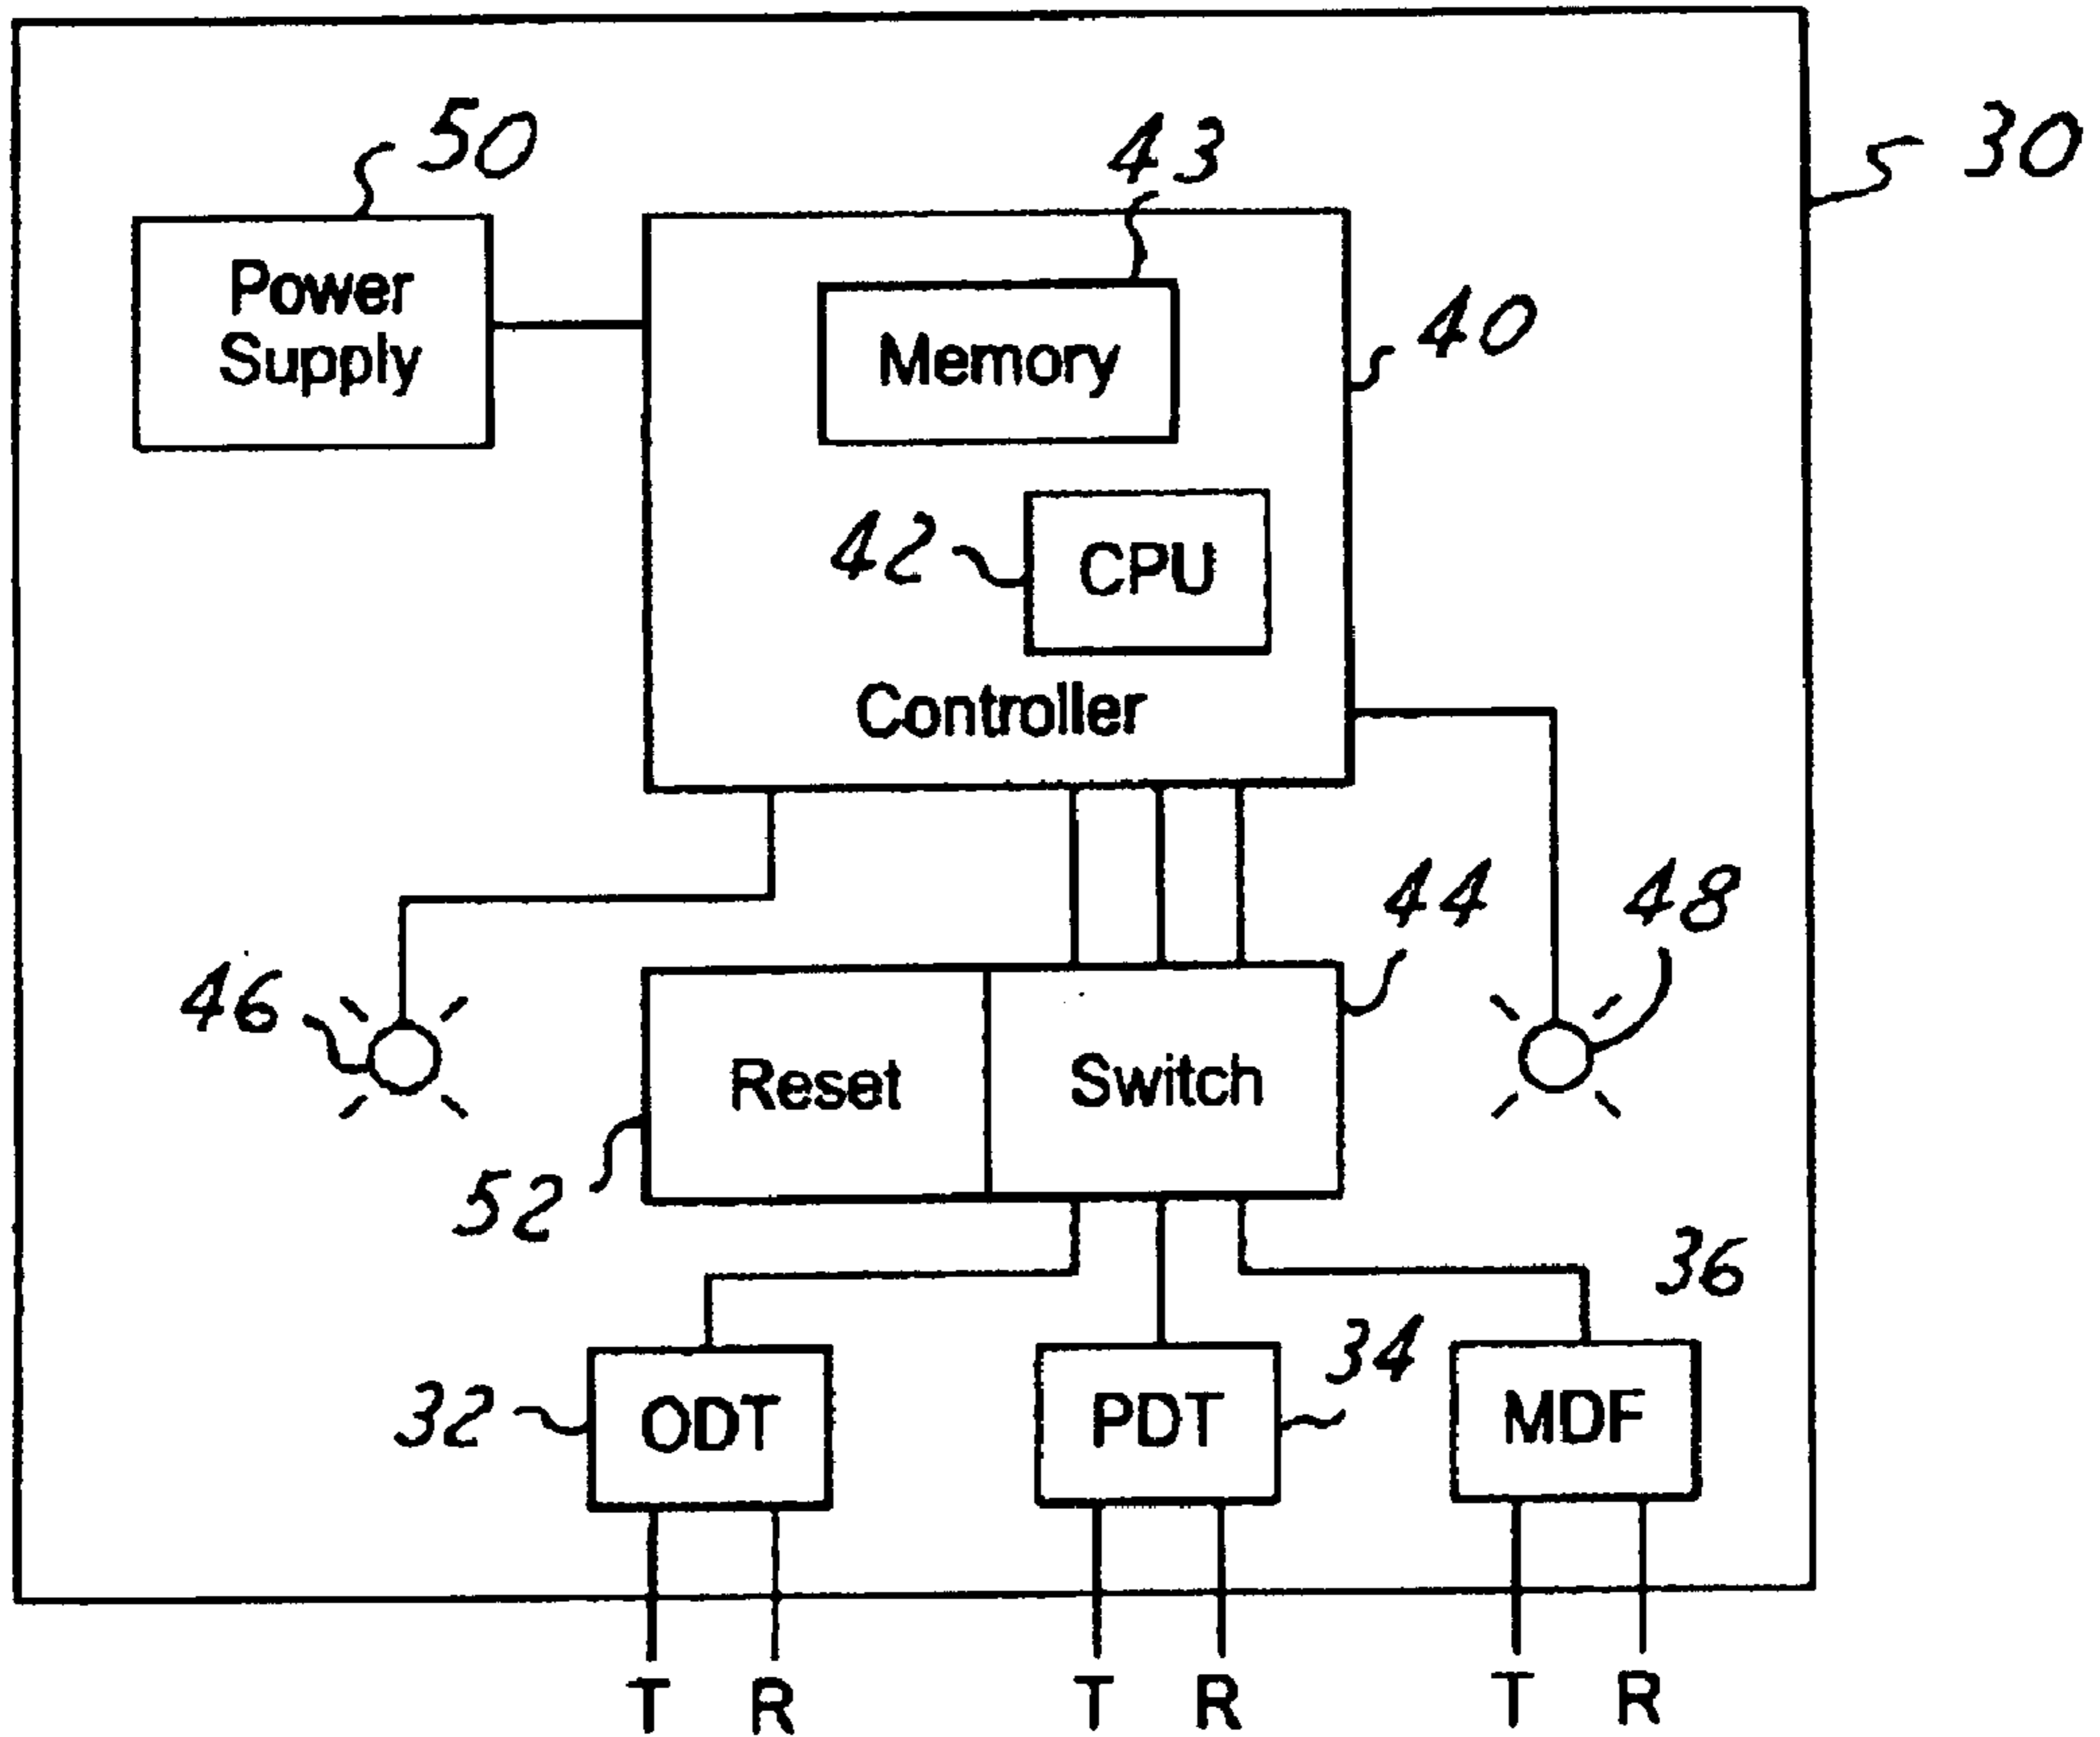 50
43
30
Power
Supply
Memory
40
42
CPU
Controller
44
48
46
Reset
Switch
52
36
34
32
ODT
PDT
MDF
T R T R T R